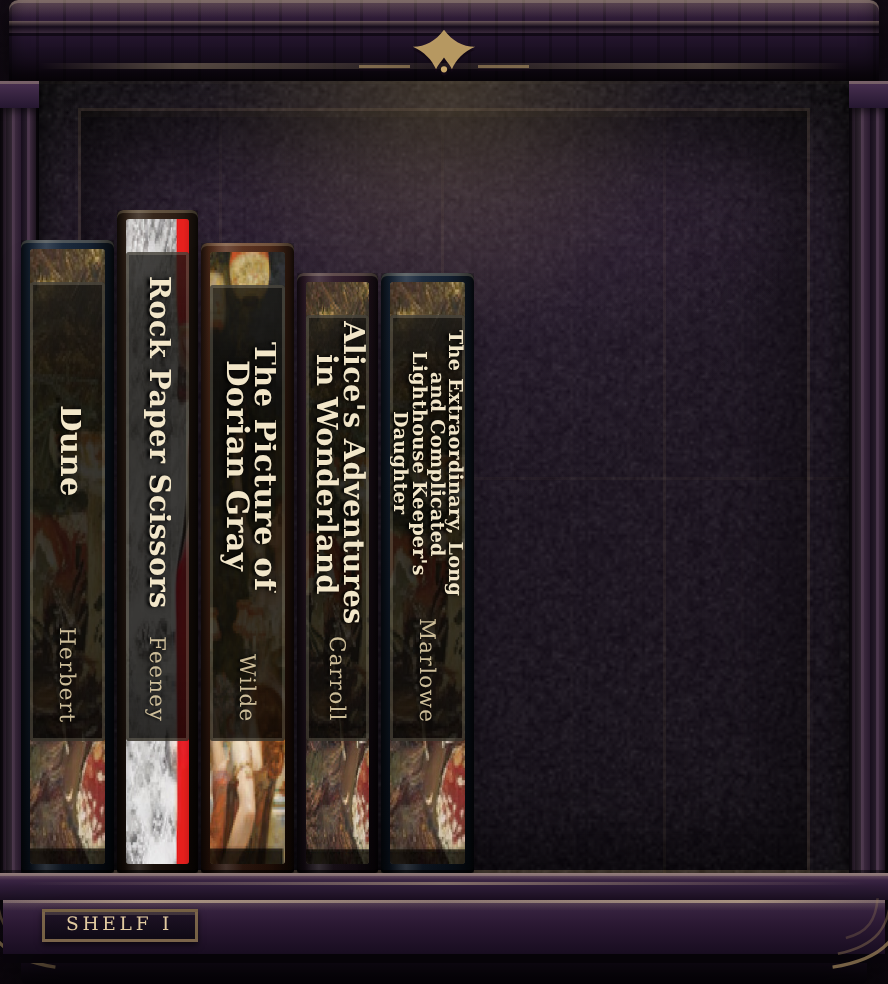 Dune
Herbert
Rock Paper Scissors
Feeney
The Picture of
Dorian Gray
Wilde
Alice's Adventures
in Wonderland
Carroll
The Extraordinary, Long
and Complicated
Lighthouse Keeper's
Daughter
Marlowe
SHELF I